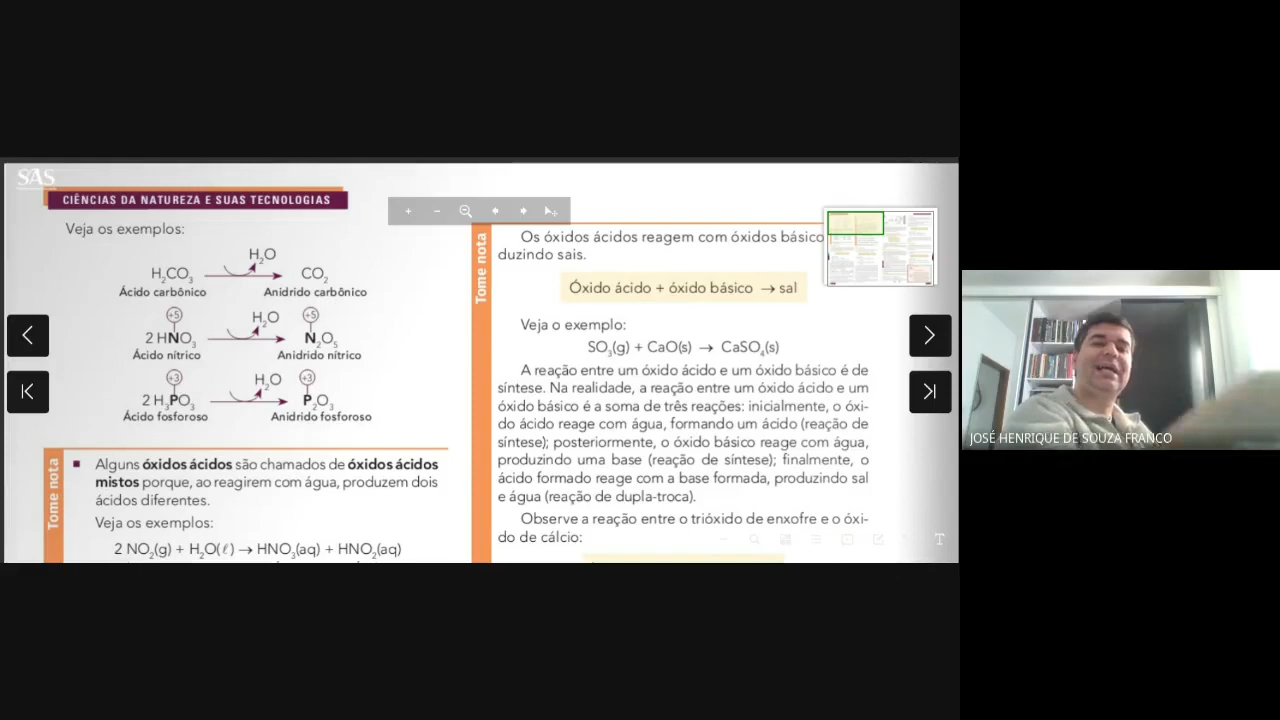 SAS
CIÊNCIAS DA NATUREZA E SUAS TECNOLOGIAS
Veja os exemplos:
H₂O
H₂CO₃ → CO₂
Ácido carbônico Anidrido carbônico
+5 H₂O +5
2 HNO₃ → N₂O₅
Ácido nítrico Anidrido nítrico
+3 H₂O +3
2 H₃PO₃ → P₂O₃
Ácido fosforoso Anidrido fosforoso
Tome nota
Alguns óxidos ácidos são chamados de óxidos ácidos
mistos porque, ao reagirem com água, produzem dois
ácidos diferentes.
Veja os exemplos:
2 NO₂(g) + H₂O(ℓ) → HNO₃(aq) + HNO₂(aq)
Tome nota
Os óxidos ácidos reagem com óxidos básico
duzindo sais.
Óxido ácido + óxido básico → sal
Veja o exemplo:
SO₃(g) + CaO(s) → CaSO₄(s)
A reação entre um óxido ácido e um óxido básico é de
síntese. Na realidade, a reação entre um óxido ácido e um
óxido básico é a soma de três reações: inicialmente, o óxi-
do ácido reage com água, formando um ácido (reação de
síntese); posteriormente, o óxido básico reage com água,
produzindo uma base (reação de síntese); finalmente, o
ácido formado reage com a base formada, produzindo sal
e água (reação de dupla-troca).
Observe a reação entre o trióxido de enxofre e o óxi-
do de cálcio:
T
JOSÉ HENRIQUE DE SOUZA FRANCO